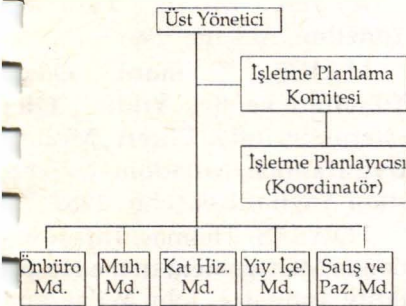 Üst Yönetici
İşletme Planlama
Komitesi
İşletme Planlayıcısı
(Koordinatör)
Önbüro
Md.
Muh.
Md.
Kat Hiz.
Md.
Yiy. İçe.
Md.
Satış ve
Paz. Md.